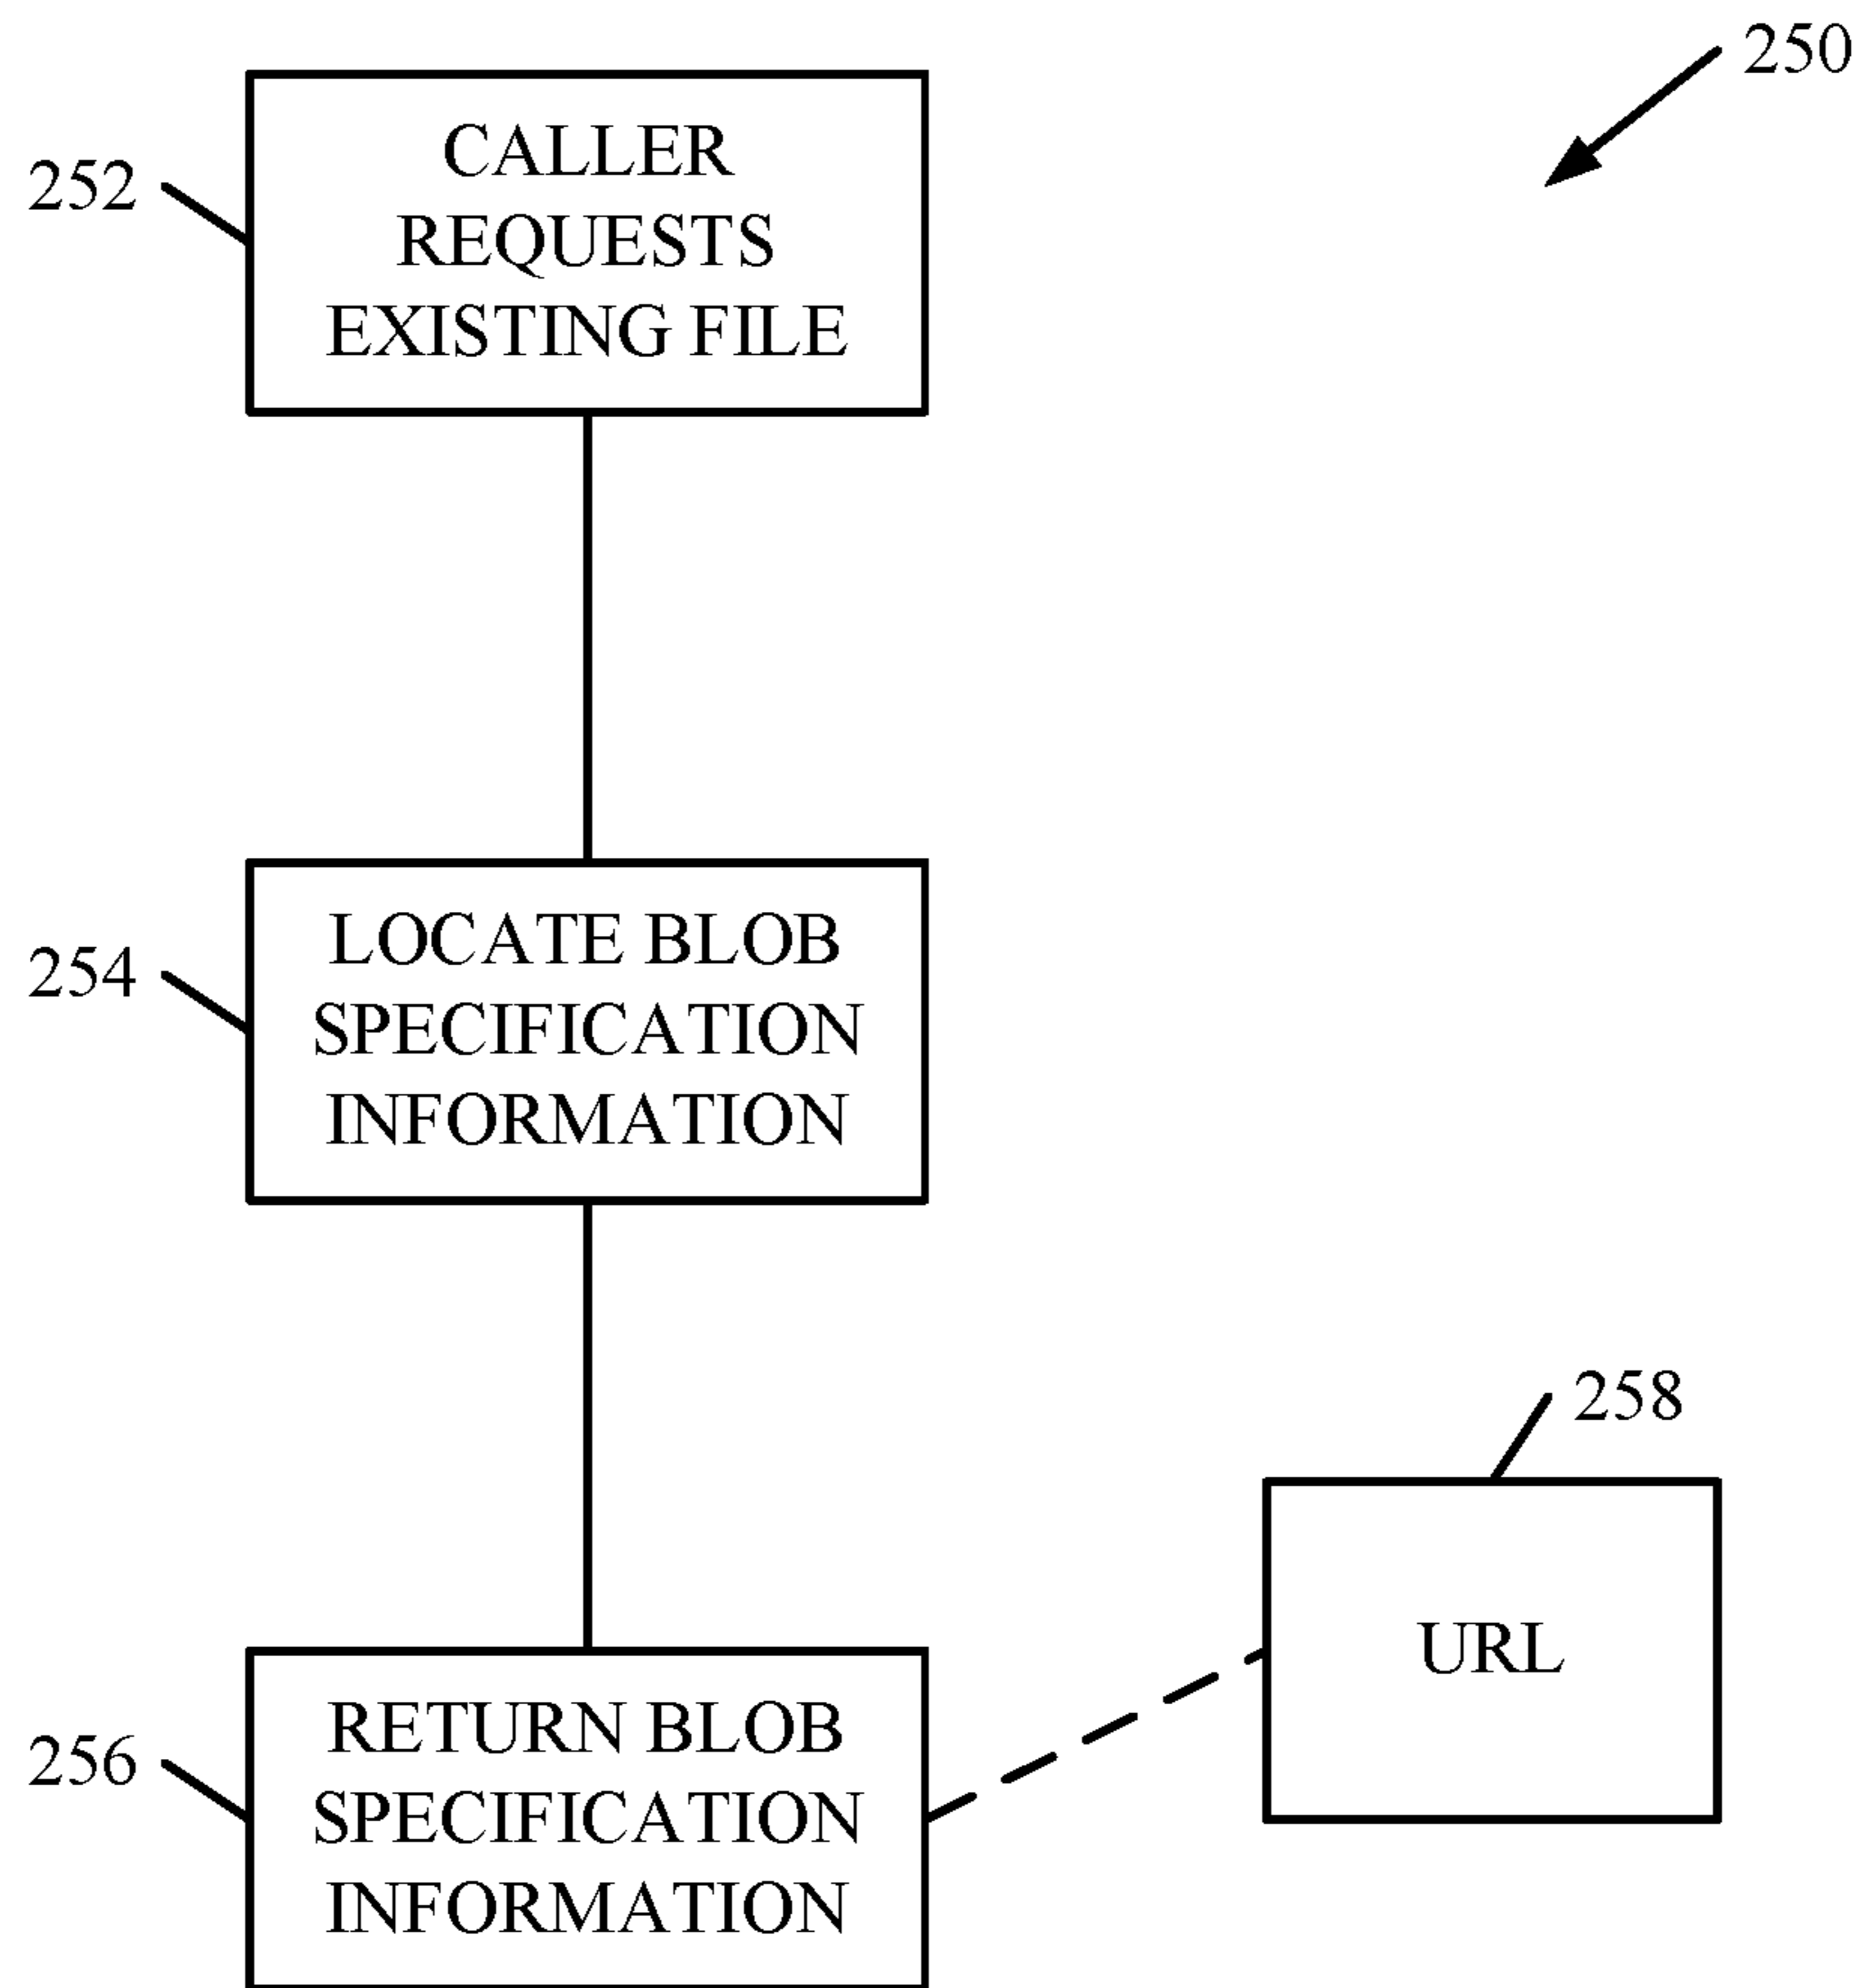 250
252
CALLER
REQUESTS
EXISTING FILE
254
LOCATE BLOB
SPECIFICATION
INFORMATION
258
URL
256
RETURN BLOB
SPECIFICATION
INFORMATION